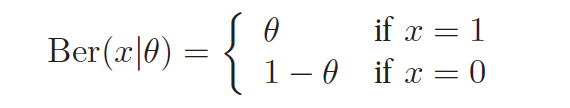 Ber(x|θ) = { θ if x = 1
1 − θ if x = 0